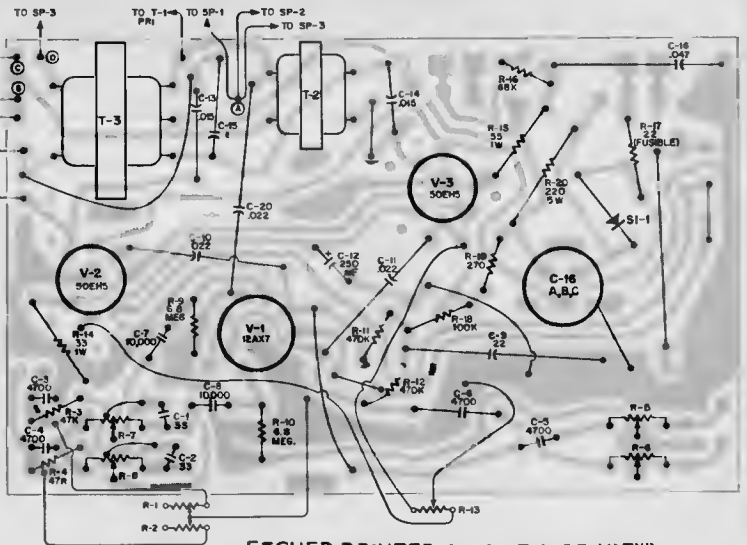 TO SP-3
TO T-1
PRI
TO SP-1
TO SP-2
TO SP-3
C
D
B
T-3
C-13
.015
C-15
.1
A
T-2
C-14
.015
R-16
68K
C-18
.047
R-15
55
1W
R-17
22
(FUSIBLE)
V-3
50EH5
R-20
220
5W
SI-1
C-20
.022
C-10
.022
C-12
250
C-11
.022
R-19
270
C-16
A,B,C
V-2
50EH5
R-9
6.8
MEG
V-1
12AX7
R-14
33
1W
C-7
10,000
R-11
470K
R-18
100K
C-9
22
C-3
4700
R-3
47K
C-8
10,000
R-12
470K
C-6
4700
C-4
4700
R-7
C-1
33
R-10
6.8
MEG.
C-5
4700
R-5
R-4
47K
R-8
C-2
33
R-6
R-1
R-2
R-13